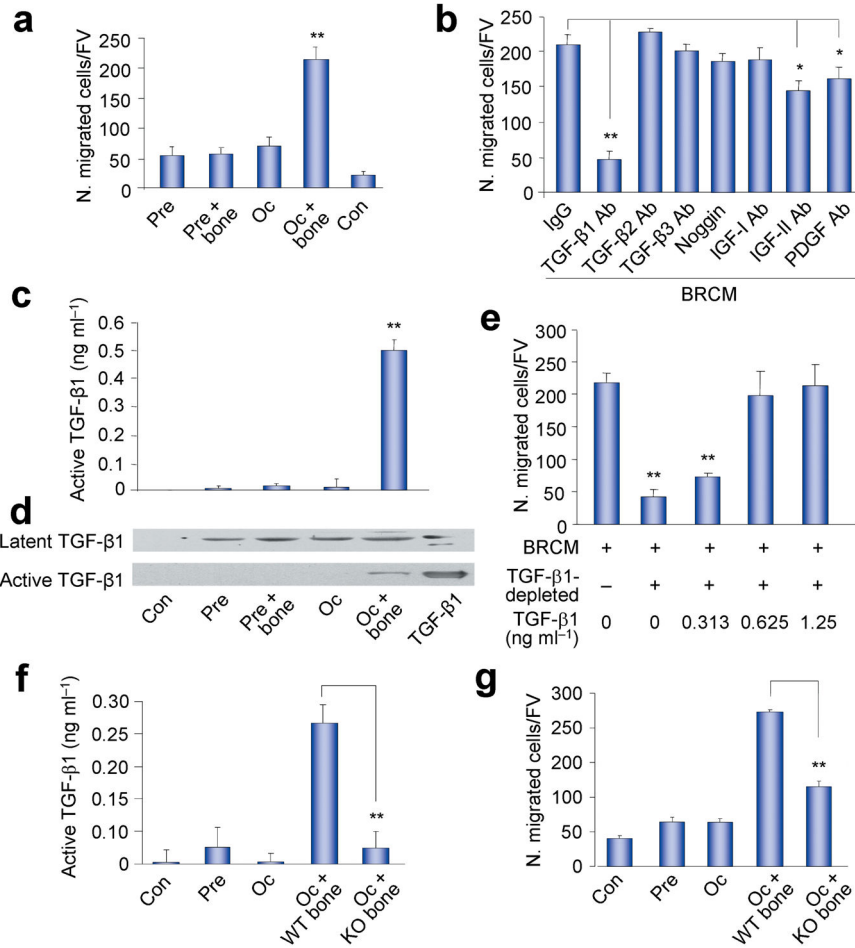 a
N. migrated cells/FV
250
200
150
100
50
0
**
Pre
Pre +
bone
Oc
Oc +
bone
Con
b
N. migrated cells/FV
250
200
150
100
50
0
**
*
*
IgG
TGF-β1 Ab
TGF-β2 Ab
TGF-β3 Ab
Noggin
IGF-I Ab
IGF-II Ab
PDGF Ab
BRCM
c
Active TGF-β1 (ng ml⁻¹)
0.6
0.5
0.4
0.3
0.2
0.1
0
**
d
Latent TGF-β1
Active TGF-β1
Con
Pre
Pre +
bone
Oc
Oc +
bone
TGF-β1
e
N. migrated cells/FV
300
250
200
150
100
50
0
**
**
BRCM + + + + +
TGF-β1-
depleted – + + + +
TGF-β1
(ng ml⁻¹) 0 0 0.313 0.625 1.25
f
Active TGF-β1 (ng ml⁻¹)
0.30
0.25
0.20
0.10
0
**
Con
Pre
Oc
Oc +
WT bone
Oc +
KO bone
g
N. migrated cells/FV
300
250
200
100
50
0
**
Con
Pre
Oc
Oc +
WT bone
Oc +
KO bone